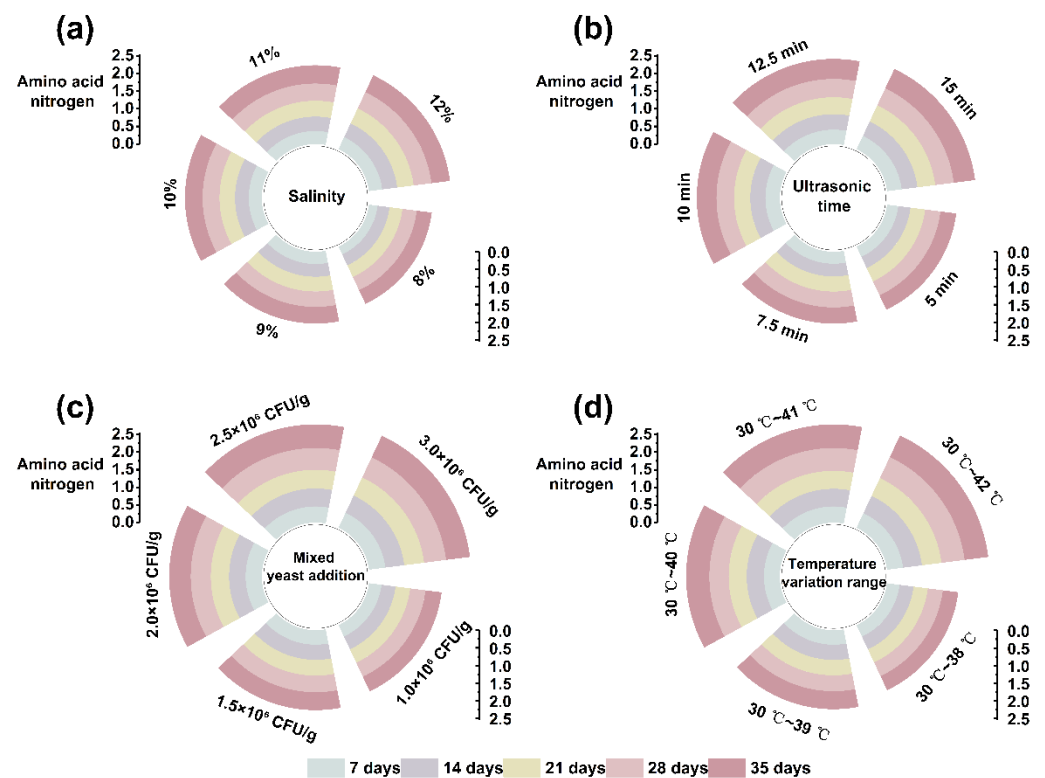 (a)
Amino acid
nitrogen
2.5
2.0
1.5
1.0
0.5
0.0
11%
12%
10%
Salinity
9%
8%
0.0
0.5
1.0
1.5
2.0
2.5
(b)
Amino acid
nitrogen
2.5
2.0
1.5
1.0
0.5
0.0
12.5 min
15 min
10 min
Ultrasonic
time
7.5 min
5 min
0.0
0.5
1.0
1.5
2.0
2.5
(c)
Amino acid
nitrogen
2.5
2.0
1.5
1.0
0.5
0.0
2.5×10⁶ CFU/g
3.0×10⁶ CFU/g
2.0×10⁶ CFU/g
Mixed
yeast addition
1.5×10⁶ CFU/g
1.0×10⁶ CFU/g
0.0
0.5
1.0
1.5
2.0
2.5
(d)
Amino acid
nitrogen
2.5
2.0
1.5
1.0
0.5
0.0
30 ℃~41 ℃
30 ℃~42 ℃
30 ℃~40 ℃
Temperature
variation range
30 ℃~39 ℃
30 ℃~38 ℃
0.0
0.5
1.0
1.5
2.0
2.5
7 days 14 days 21 days 28 days 35 days